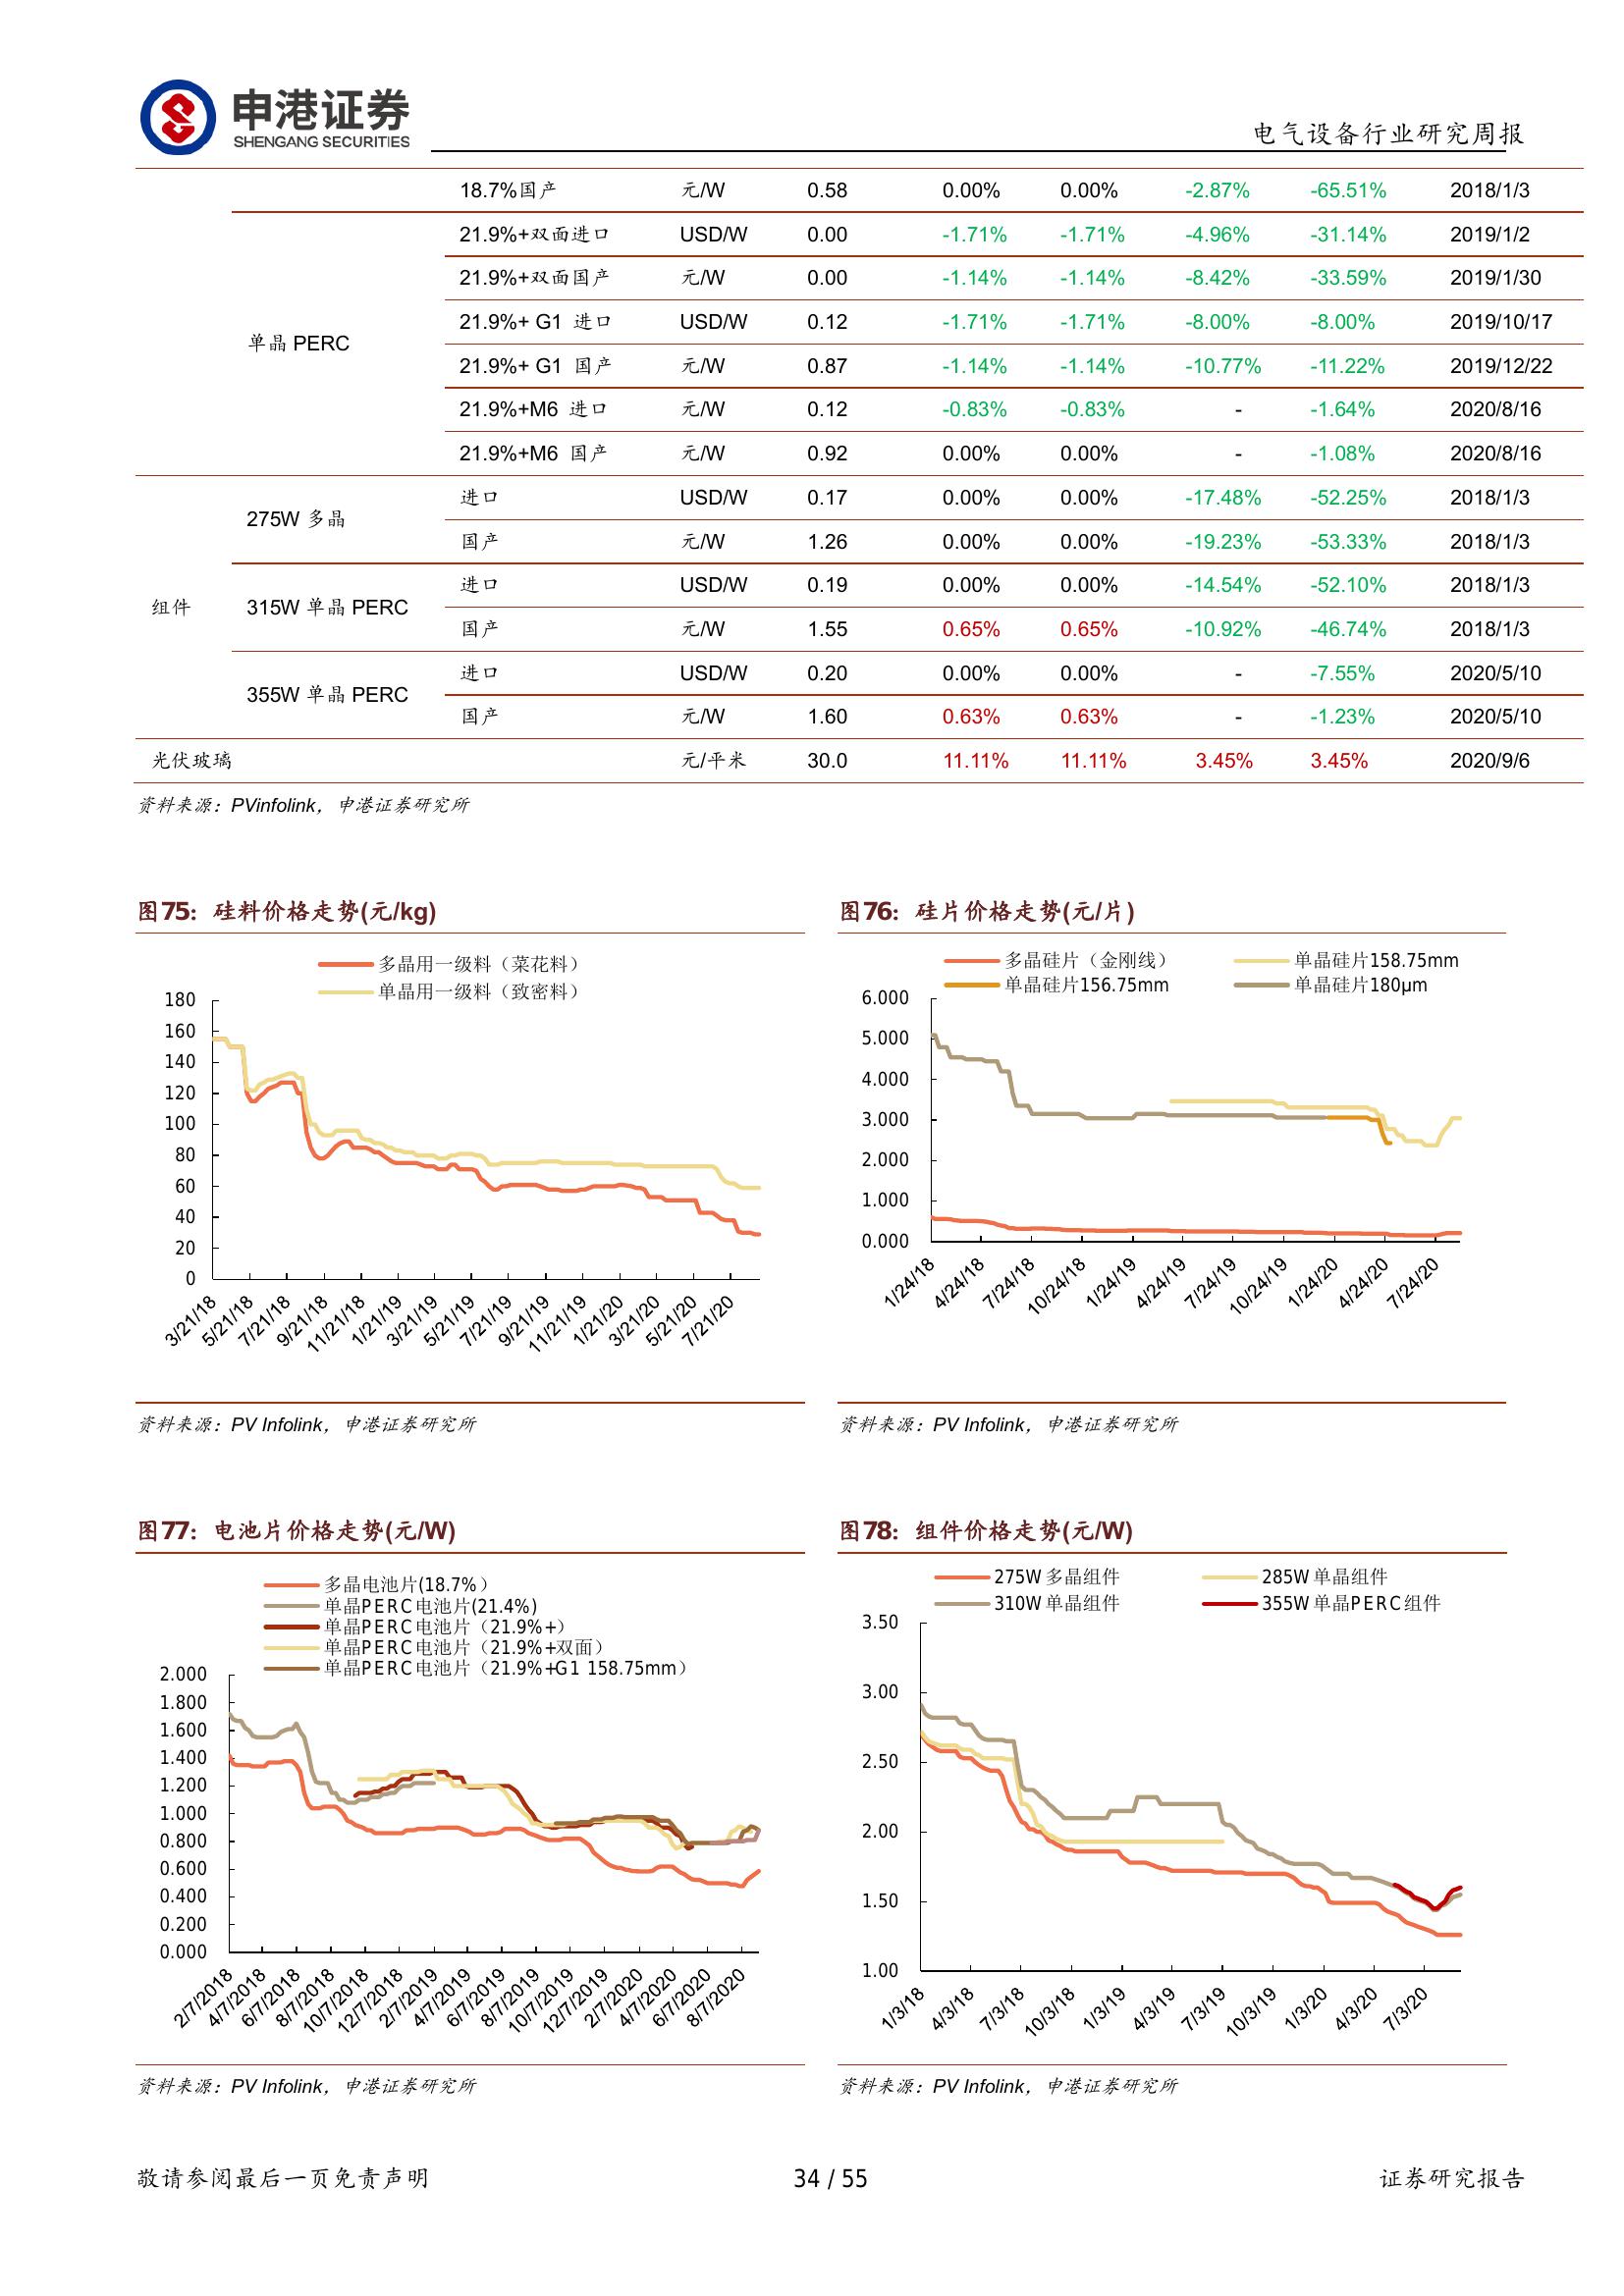 申港证券
SHENGANG SECURITIES
电气设备行业研究周报
18.7%国产 元/W 0.58 0.00% 0.00% -2.87% -65.51% 2018/1/3
单晶 PERC
21.9%+双面进口 USD/W 0.00 -1.71% -1.71% -4.96% -31.14% 2019/1/2
21.9%+双面国产 元/W 0.00 -1.14% -1.14% -8.42% -33.59% 2019/1/30
21.9%+ G1 进口 USD/W 0.12 -1.71% -1.71% -8.00% -8.00% 2019/10/17
21.9%+ G1 国产 元/W 0.87 -1.14% -1.14% -10.77% -11.22% 2019/12/22
21.9%+M6 进口 元/W 0.12 -0.83% -0.83% - -1.64% 2020/8/16
21.9%+M6 国产 元/W 0.92 0.00% 0.00% - -1.08% 2020/8/16
组件
275W 多晶
进口 USD/W 0.17 0.00% 0.00% -17.48% -52.25% 2018/1/3
国产 元/W 1.26 0.00% 0.00% -19.23% -53.33% 2018/1/3
315W 单晶 PERC
进口 USD/W 0.19 0.00% 0.00% -14.54% -52.10% 2018/1/3
国产 元/W 1.55 0.65% 0.65% -10.92% -46.74% 2018/1/3
355W 单晶 PERC
进口 USD/W 0.20 0.00% 0.00% - -7.55% 2020/5/10
国产 元/W 1.60 0.63% 0.63% - -1.23% 2020/5/10
光伏玻璃 元/平米 30.0 11.11% 11.11% 3.45% 3.45% 2020/9/6
资料来源：PVinfolink，申港证券研究所
图75：硅料价格走势(元/kg)
多晶用一级料（菜花料）
单晶用一级料（致密料）
180
160
140
120
100
80
60
40
20
0
3/21/18 5/21/18 7/21/18 9/21/18 11/21/18 1/21/19 3/21/19 5/21/19 7/21/19 9/21/19 11/21/19 1/21/20 3/21/20 5/21/20 7/21/20
资料来源：PV Infolink，申港证券研究所
图76：硅片价格走势(元/片)
多晶硅片（金刚线） 单晶硅片158.75mm
单晶硅片156.75mm 单晶硅片180μm
6.000
5.000
4.000
3.000
2.000
1.000
0.000
1/24/18 4/24/18 7/24/18 10/24/18 1/24/19 4/24/19 7/24/19 10/24/19 1/24/20 4/24/20 7/24/20
资料来源：PV Infolink，申港证券研究所
图77：电池片价格走势(元/W)
多晶电池片(18.7%）
单晶PERC电池片(21.4%)
单晶PERC电池片（21.9%+）
单晶PERC电池片（21.9%+双面）
单晶PERC电池片（21.9%+G1 158.75mm）
2.000
1.800
1.600
1.400
1.200
1.000
0.800
0.600
0.400
0.200
0.000
2/7/2018 4/7/2018 6/7/2018 8/7/2018 10/7/2018 12/7/2018 2/7/2019 4/7/2019 6/7/2019 8/7/2019 10/7/2019 12/7/2019 2/7/2020 4/7/2020 6/7/2020 8/7/2020
资料来源：PV Infolink，申港证券研究所
图78：组件价格走势(元/W)
275W多晶组件 285W单晶组件
310W单晶组件 355W单晶PERC组件
3.50
3.00
2.50
2.00
1.50
1.00
1/3/18 4/3/18 7/3/18 10/3/18 1/3/19 4/3/19 7/3/19 10/3/19 1/3/20 4/3/20 7/3/20
资料来源：PV Infolink，申港证券研究所
敬请参阅最后一页免责声明 34 / 55 证券研究报告